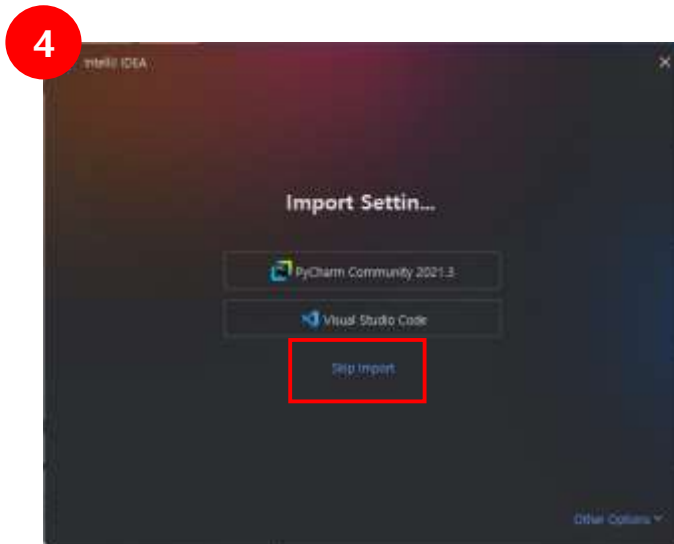 4
IntelliJ IDEA
Import Settin...
PyCharm Community 2021.3
Visual Studio Code
Skip Import
Other Options